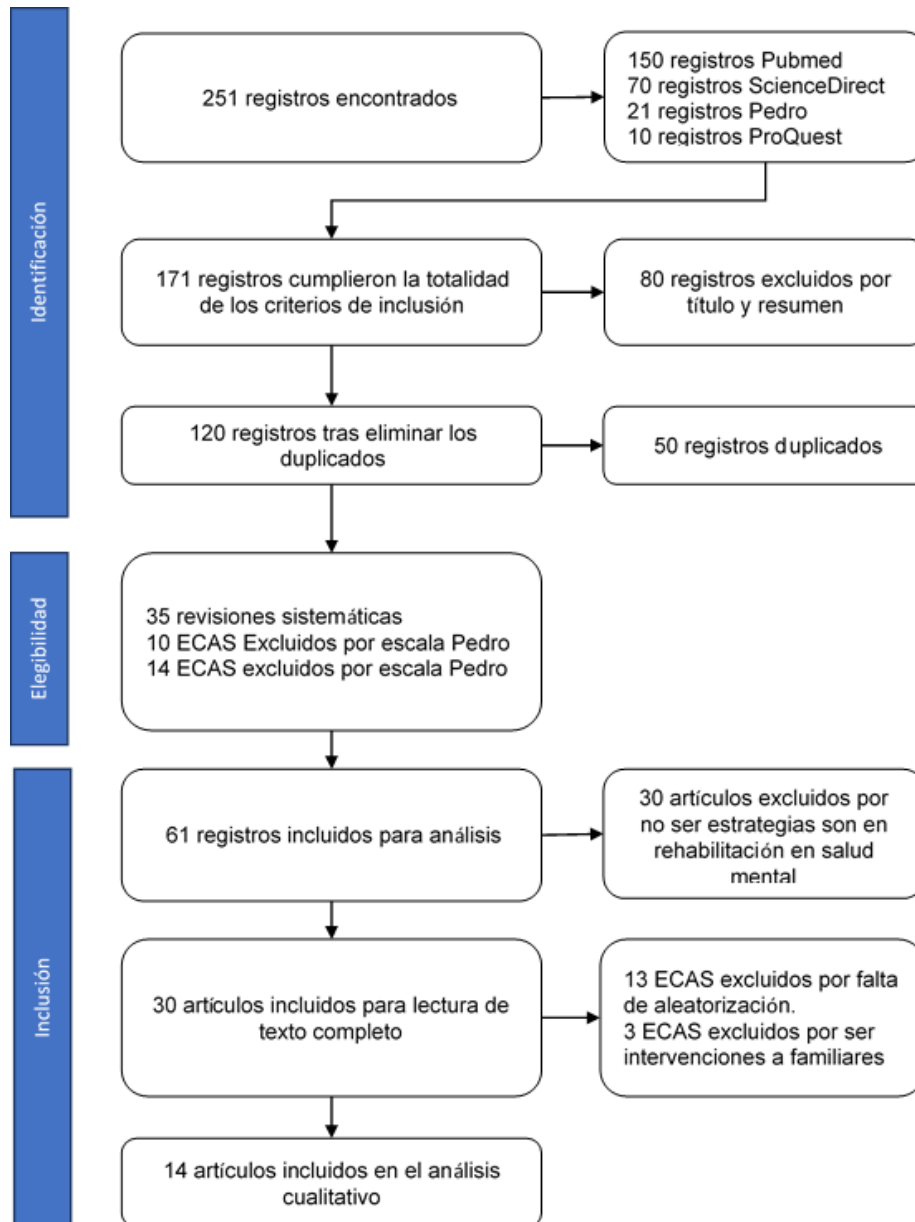 Identificación
251 registros encontrados
150 registros Pubmed
70 registros ScienceDirect
21 registros Pedro
10 registros ProQuest
171 registros cumplieron la totalidad
de los criterios de inclusión
80 registros excluidos por
título y resumen
120 registros tras eliminar los
duplicados
50 registros duplicados
Elegibilidad
35 revisiones sistemáticas
10 ECAS Excluidos por escala Pedro
14 ECAS excluidos por escala Pedro
Inclusión
61 registros incluidos para análisis
30 artículos excluidos por
no ser estrategias son en
rehabilitación en salud
mental
30 artículos incluidos para lectura de
texto completo
13 ECAS excluidos por falta
de aleatorización.
3 ECAS excluidos por ser
intervenciones a familiares
14 artículos incluidos en el análisis
cualitativo